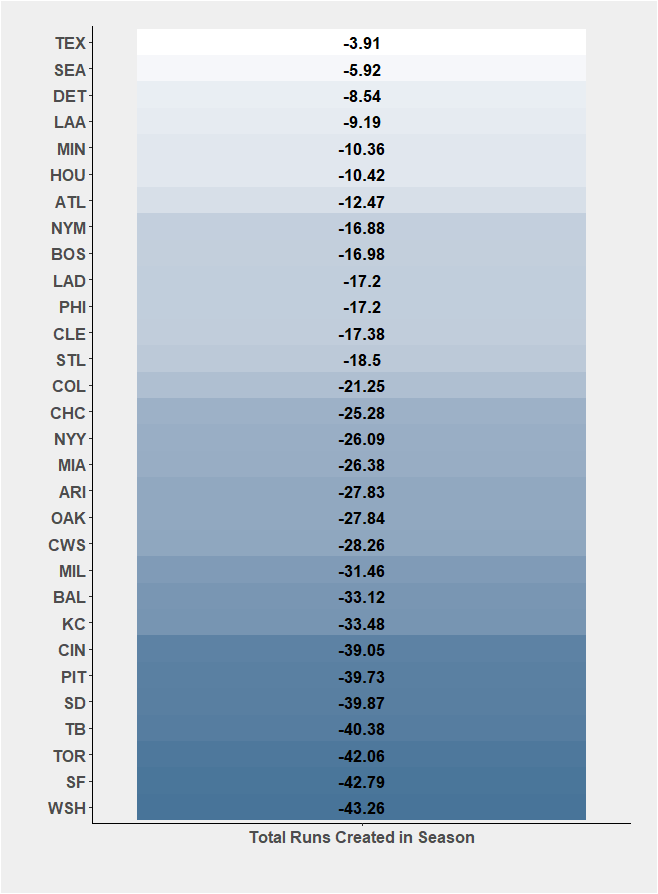 TEX -3.91
SEA -5.92
DET -8.54
LAA -9.19
MIN -10.36
HOU -10.42
ATL -12.47
NYM -16.88
BOS -16.98
LAD -17.2
PHI -17.2
CLE -17.38
STL -18.5
COL -21.25
CHC -25.28
NYY -26.09
MIA -26.38
ARI -27.83
OAK -27.84
CWS -28.26
MIL -31.46
BAL -33.12
KC -33.48
CIN -39.05
PIT -39.73
SD -39.87
TB -40.38
TOR -42.06
SF -42.79
WSH -43.26
Total Runs Created in Season